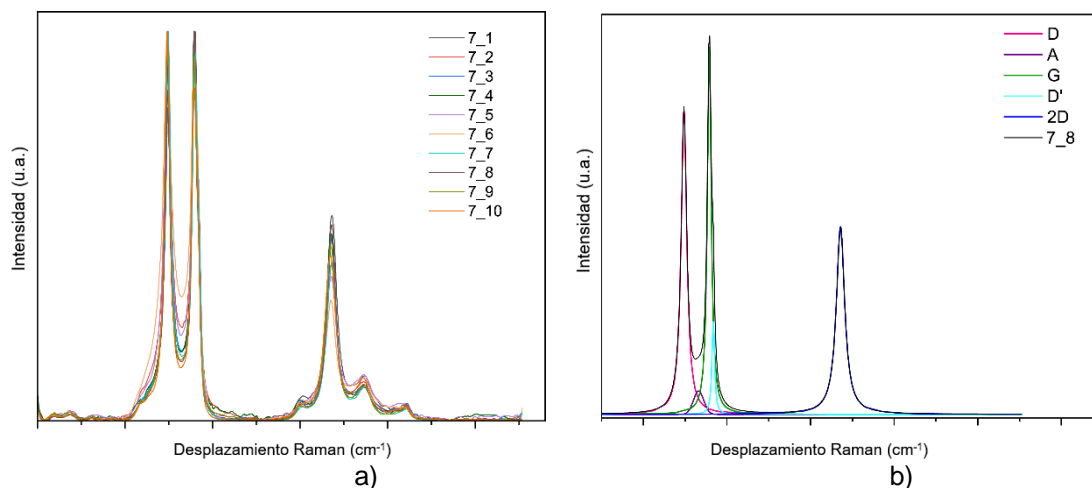 7_1
7_2
7_3
7_4
7_5
7_6
7_7
7_8
7_9
7_10
Intensidad (u.a.)
Desplazamiento Raman (cm⁻¹)
a)
D
A
G
D'
2D
7_8
Intensidad (u.a.)
Desplazamiento Raman (cm⁻¹)
b)